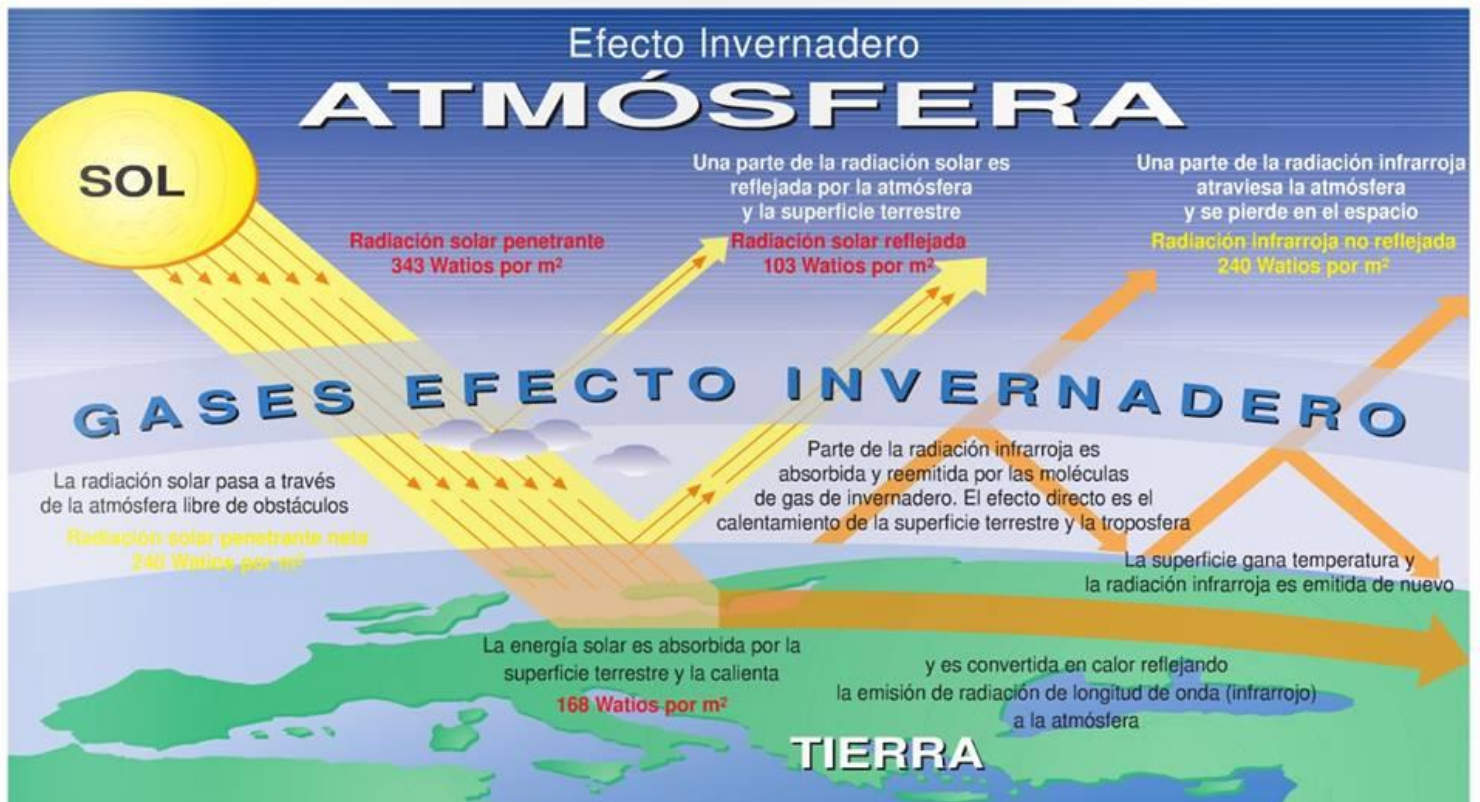 Efecto Invernadero
ATMÓSFERA
SOL
Una parte de la radiación solar es
reflejada por la atmósfera
y la superficie terrestre
Una parte de la radiación infrarroja
atraviesa la atmósfera
y se pierde en el espacio
Radiación solar penetrante
343 Watios por m²
Radiación solar reflejada
103 Watios por m²
Radiación infrarroja no reflejada
240 Watios por m²
GASES EFECTO INVERNADERO
La radiación solar pasa a través
de la atmósfera libre de obstáculos
Radiación solar penetrante neta
240 Watios por m²
Parte de la radiación infrarroja es
absorbida y reemitida por las moléculas
de gas de invernadero. El efecto directo es el
calentamiento de la superficie terrestre y la troposfera
La superficie gana temperatura y
la radiación infrarroja es emitida de nuevo
La energía solar es absorbida por la
superficie terrestre y la calienta
168 Watios por m²
y es convertida en calor reflejando
la emisión de radiación de longitud de onda (infrarrojo)
a la atmósfera
TIERRA